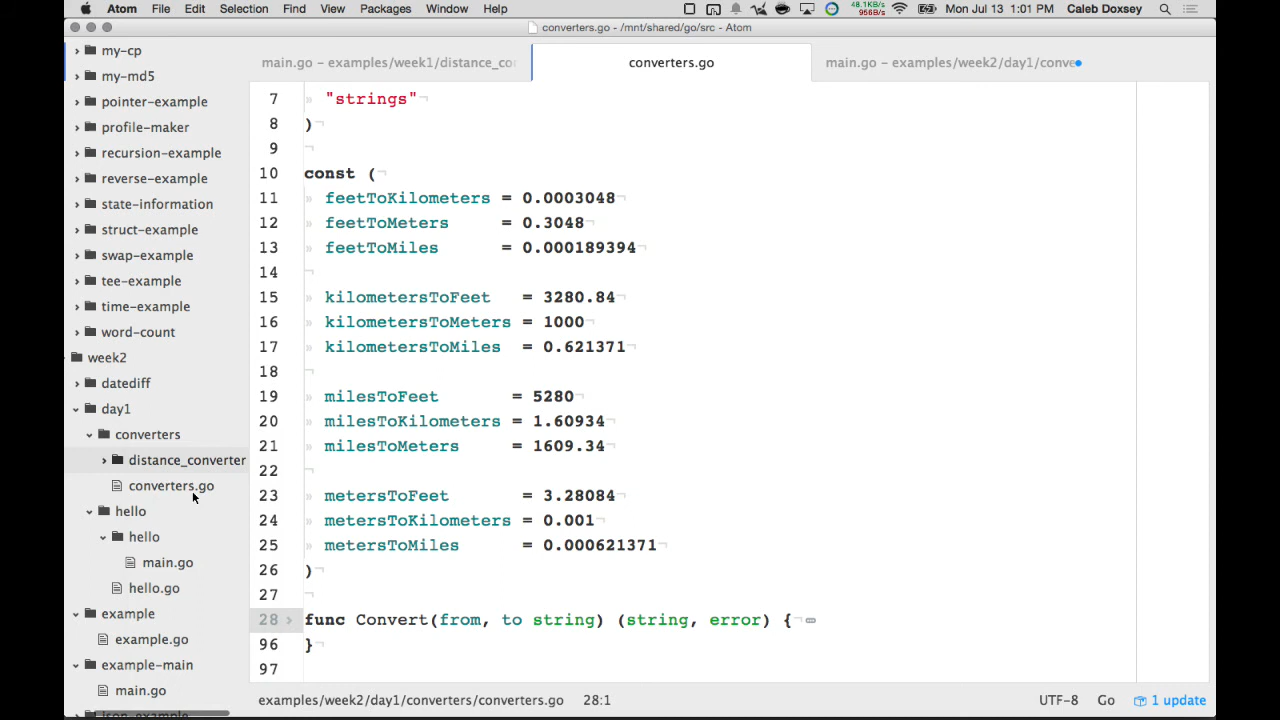 Atom File Edit Selection Find View Packages Window Help 48.1KB/s 956B/s Mon Jul 13 1:01 PM Caleb Doxsey
converters.go - /mnt/shared/go/src - Atom
main.go – examples/week1/distance_co
converters.go
main.go – examples/week2/day1/conve
my-cp
my-md5
pointer-example
profile-maker
recursion-example
reverse-example
state-information
struct-example
swap-example
tee-example
time-example
word-count
week2
datediff
day1
converters
distance_converter
converters.go
hello
hello
main.go
hello.go
example
example.go
example-main
main.go
json-example
7 » "strings"¬
8 )¬
9 ¬
10 const (¬
11 » feetToKilometers = 0.0003048¬
12 » feetToMeters = 0.3048¬
13 » feetToMiles = 0.000189394¬
14 ¬
15 » kilometersToFeet = 3280.84¬
16 » kilometersToMeters = 1000¬
17 » kilometersToMiles = 0.621371¬
18 ¬
19 » milesToFeet = 5280¬
20 » milesToKilometers = 1.60934¬
21 » milesToMeters = 1609.34¬
22 ¬
23 » metersToFeet = 3.28084¬
24 » metersToKilometers = 0.001¬
25 » metersToMiles = 0.000621371¬
26 )¬
27 ¬
28 func Convert(from, to string) (string, error) {¬
96 }¬
97
examples/week2/day1/converters/converters.go 28:1 UTF-8 Go 1 update